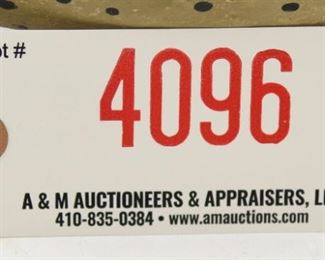 ot #
4096
A & M AUCTIONEERS & APPRAISERS, LL
410-835-0384 • www.amauctions.com